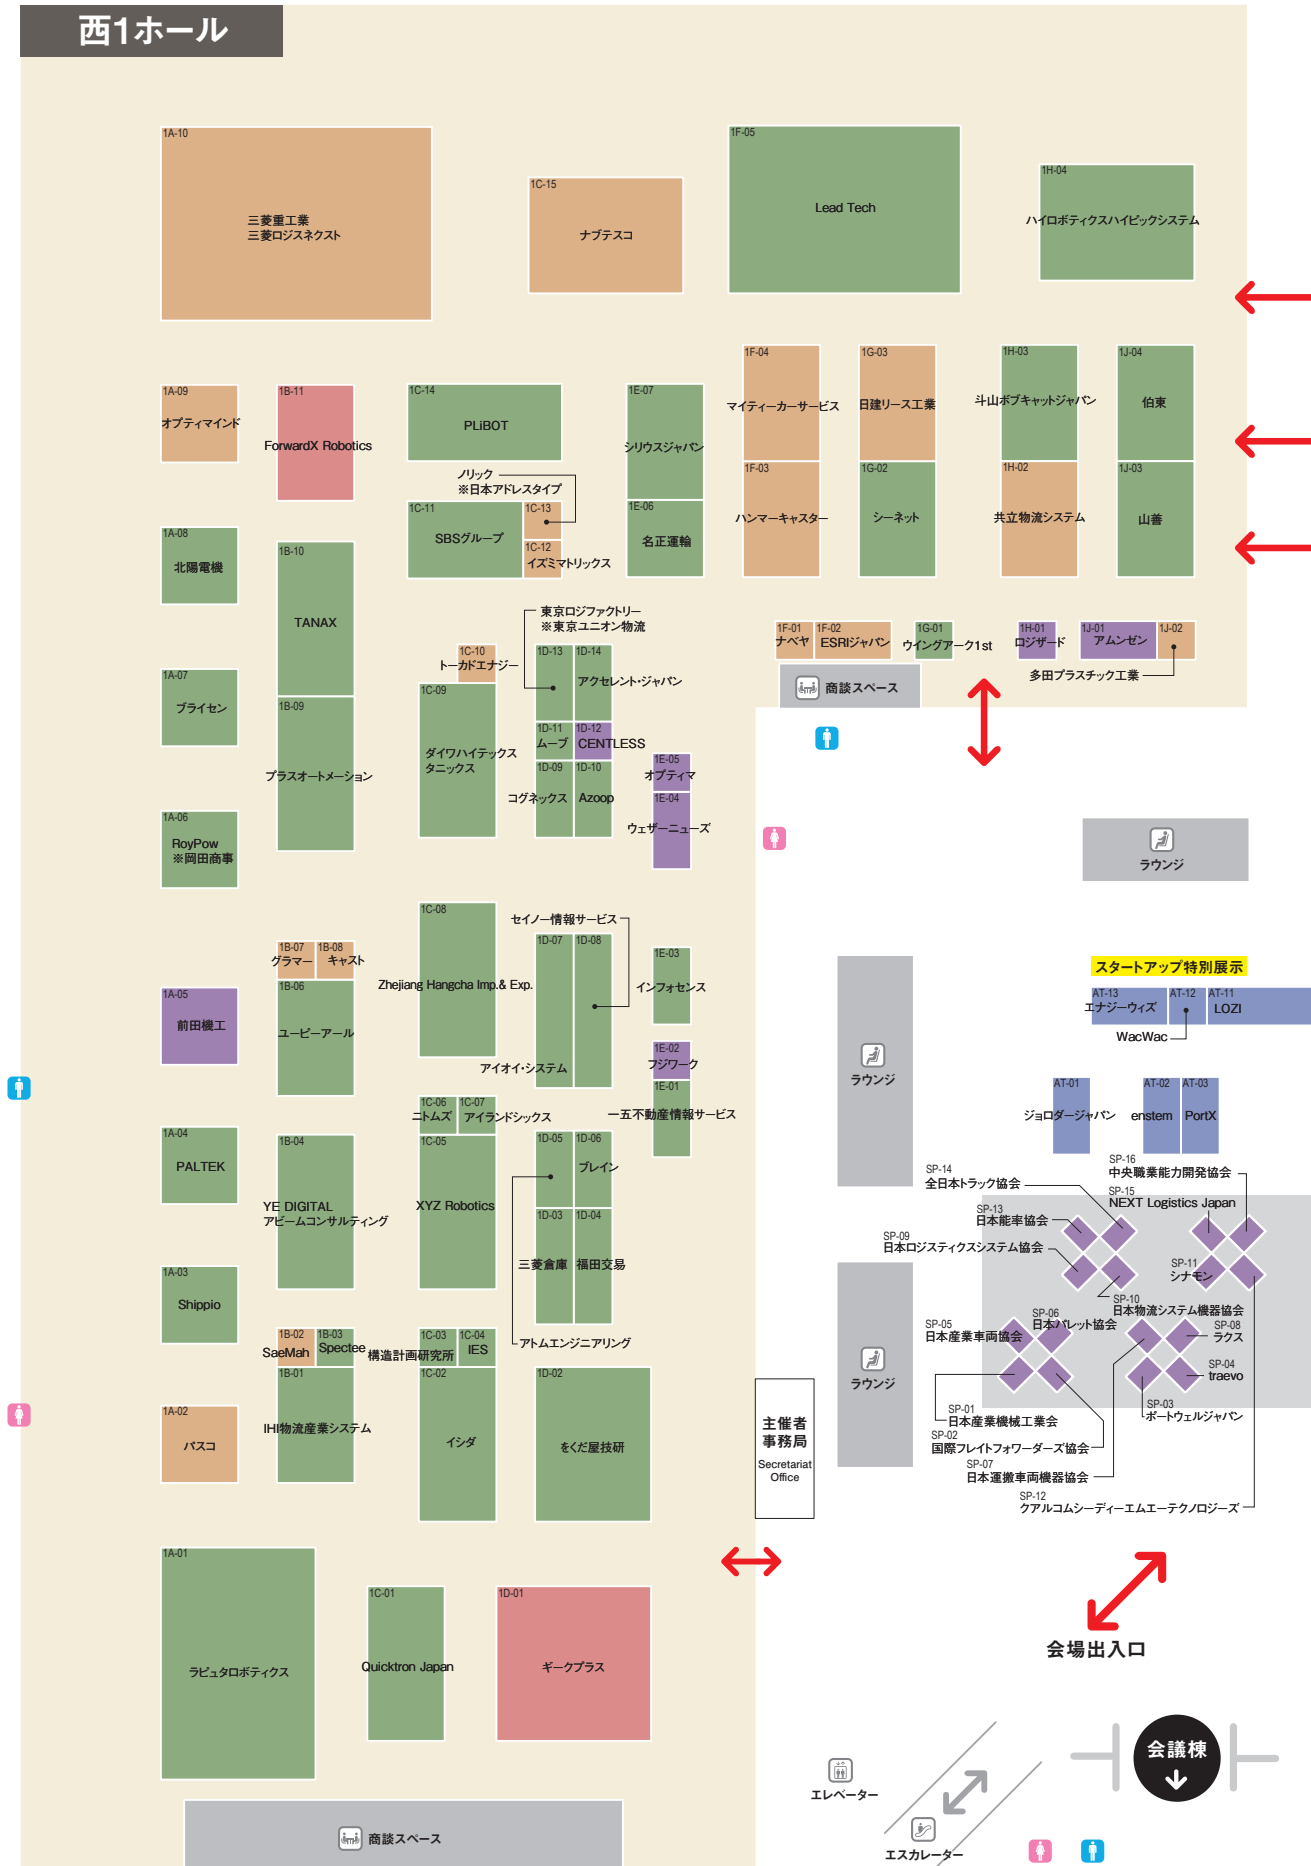 西1ホール
1A-10
三菱重工業
三菱ロジスネクスト
1C-15
ナブテスコ
1F-05
Lead Tech
1H-04
ハイロボティクスハイピックシステム
1A-09
オプティマインド
1B-11
ForwardX Robotics
1C-14
PLiBOT
1E-07
シリウスジャパン
1F-04
マイティーカーサービス
1G-03
日建リース工業
1H-03
斗山ボブキャットジャパン
1J-04
伯東
ノリック
※日本アドレスタイプ
1C-11
SBSグループ
1C-13
1C-12
イズミマトリックス
1E-06
名正運輸
1F-03
ハンマーキャスター
1G-02
シーネット
1H-02
共立物流システム
1J-03
山善
1A-08
北陽電機
1B-10
TANAX
東京ロジファクトリー
※東京ユニオン物流
1F-01
ナベヤ
1F-02
ESRIジャパン
1G-01
ウイングアーク1st
1H-01
ロジザード
1J-01
アムンゼン
1J-02
多田プラスチック工業
商談スペース
1C-10
トーカドエナジー
1D-13
1D-14
アクセレント・ジャパン
1A-07
ブライセン
1B-09
プラスオートメーション
1C-09
ダイワハイテックス
タニックス
1D-11
ムーブ
1D-12
CENTLESS
1D-09
コグネックス
1D-10
Azoop
1E-05
オプティマ
1E-04
ウェザーニューズ
1A-06
RoyPow
※岡田商事
ラウンジ
1C-08
Zhejiang Hangcha Imp.& Exp.
セイノー情報サービス
1D-07
アイオイ・システム
1D-08
1E-03
インフォセンス
1B-07
グラマー
1B-08
キャスト
1B-06
ユーピーアール
1A-05
前田機工
1E-02
フジワーク
1E-01
一五不動産情報サービス
ラウンジ
スタートアップ特別展示
AT-13
エナジーウィズ
AT-12
AT-11
LOZI
WacWac
AT-01
ジョロダージャパン
AT-02
enstem
AT-03
PortX
1A-04
PALTEK
1B-04
YE DIGITAL
アビームコンサルティング
1C-06
ニトムズ
1C-07
アイランドシックス
1C-05
XYZ Robotics
1D-05
1D-06
ブレイン
1D-03
三菱倉庫
1D-04
福田交易
アトムエンジニアリング
SP-16
中央職業能力開発協会
SP-14
全日本トラック協会
SP-15
NEXT Logistics Japan
SP-13
日本能率協会
SP-09
日本ロジスティクスシステム協会
SP-11
シナモン
SP-10
日本物流システム機器協会
SP-06
日本パレット協会
SP-05
日本産業車両協会
SP-08
ラクス
SP-04
traevo
SP-03
ポートウェルジャパン
SP-01
日本産業機械工業会
SP-02
国際フレイトフォワーダーズ協会
SP-07
日本運搬車両機器協会
SP-12
クアルコムシーディーエムエーテクノロジーズ
ラウンジ
1A-03
Shippio
1B-02
SaeMah
1B-03
Spectee
1B-01
IHI物流産業システム
1C-03
構造計画研究所
1C-04
IES
1C-02
イシダ
1D-02
をくだ屋技研
1A-02
パスコ
主催者
事務局
Secretariat
Office
1A-01
ラピュタロボティクス
1C-01
Quicktron Japan
1D-01
ギークプラス
会場出入口
会議棟
エレベーター
エスカレーター
商談スペース